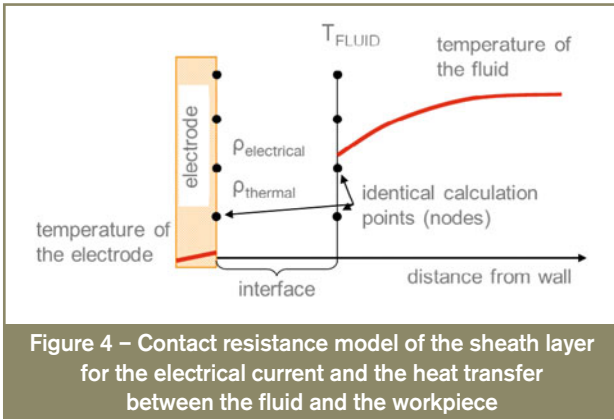 T_FLUID
temperature of
the fluid
electrode
ρ_electrical
ρ_thermal
identical calculation
points (nodes)
temperature of
the electrode
interface
distance from wall
Figure 4 – Contact resistance model of the sheath layer
for the electrical current and the heat transfer
between the fluid and the workpiece